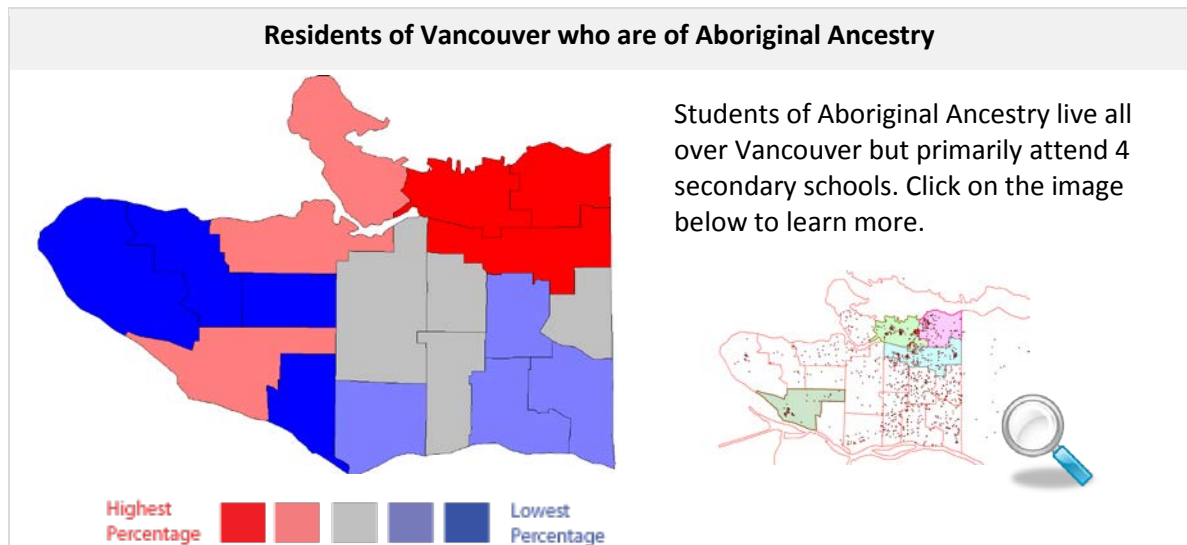 Residents of Vancouver who are of Aboriginal Ancestry
Students of Aboriginal Ancestry live all
over Vancouver but primarily attend 4
secondary schools. Click on the image
below to learn more.
Highest
Percentage
Lowest
Percentage